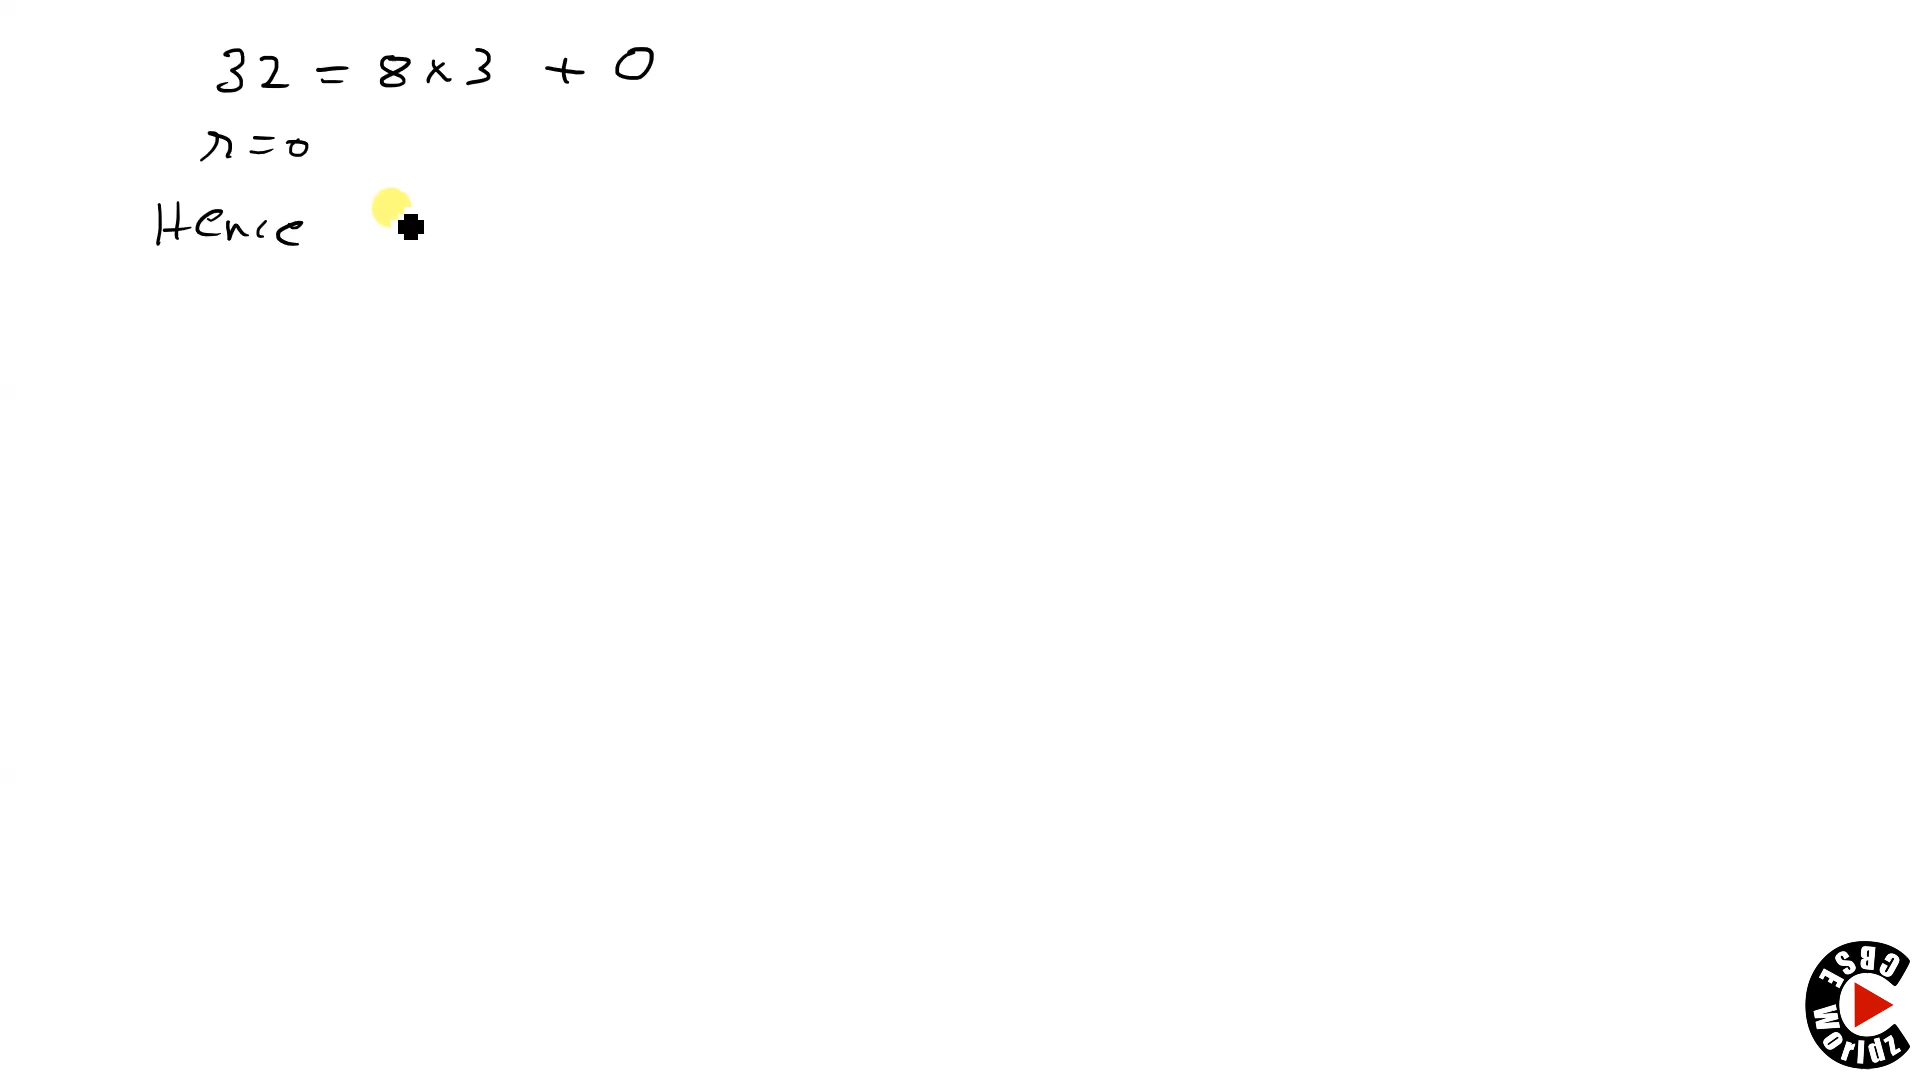 32 = 8 × 3 + 0
r = 0
Hence
CBSE Worldz